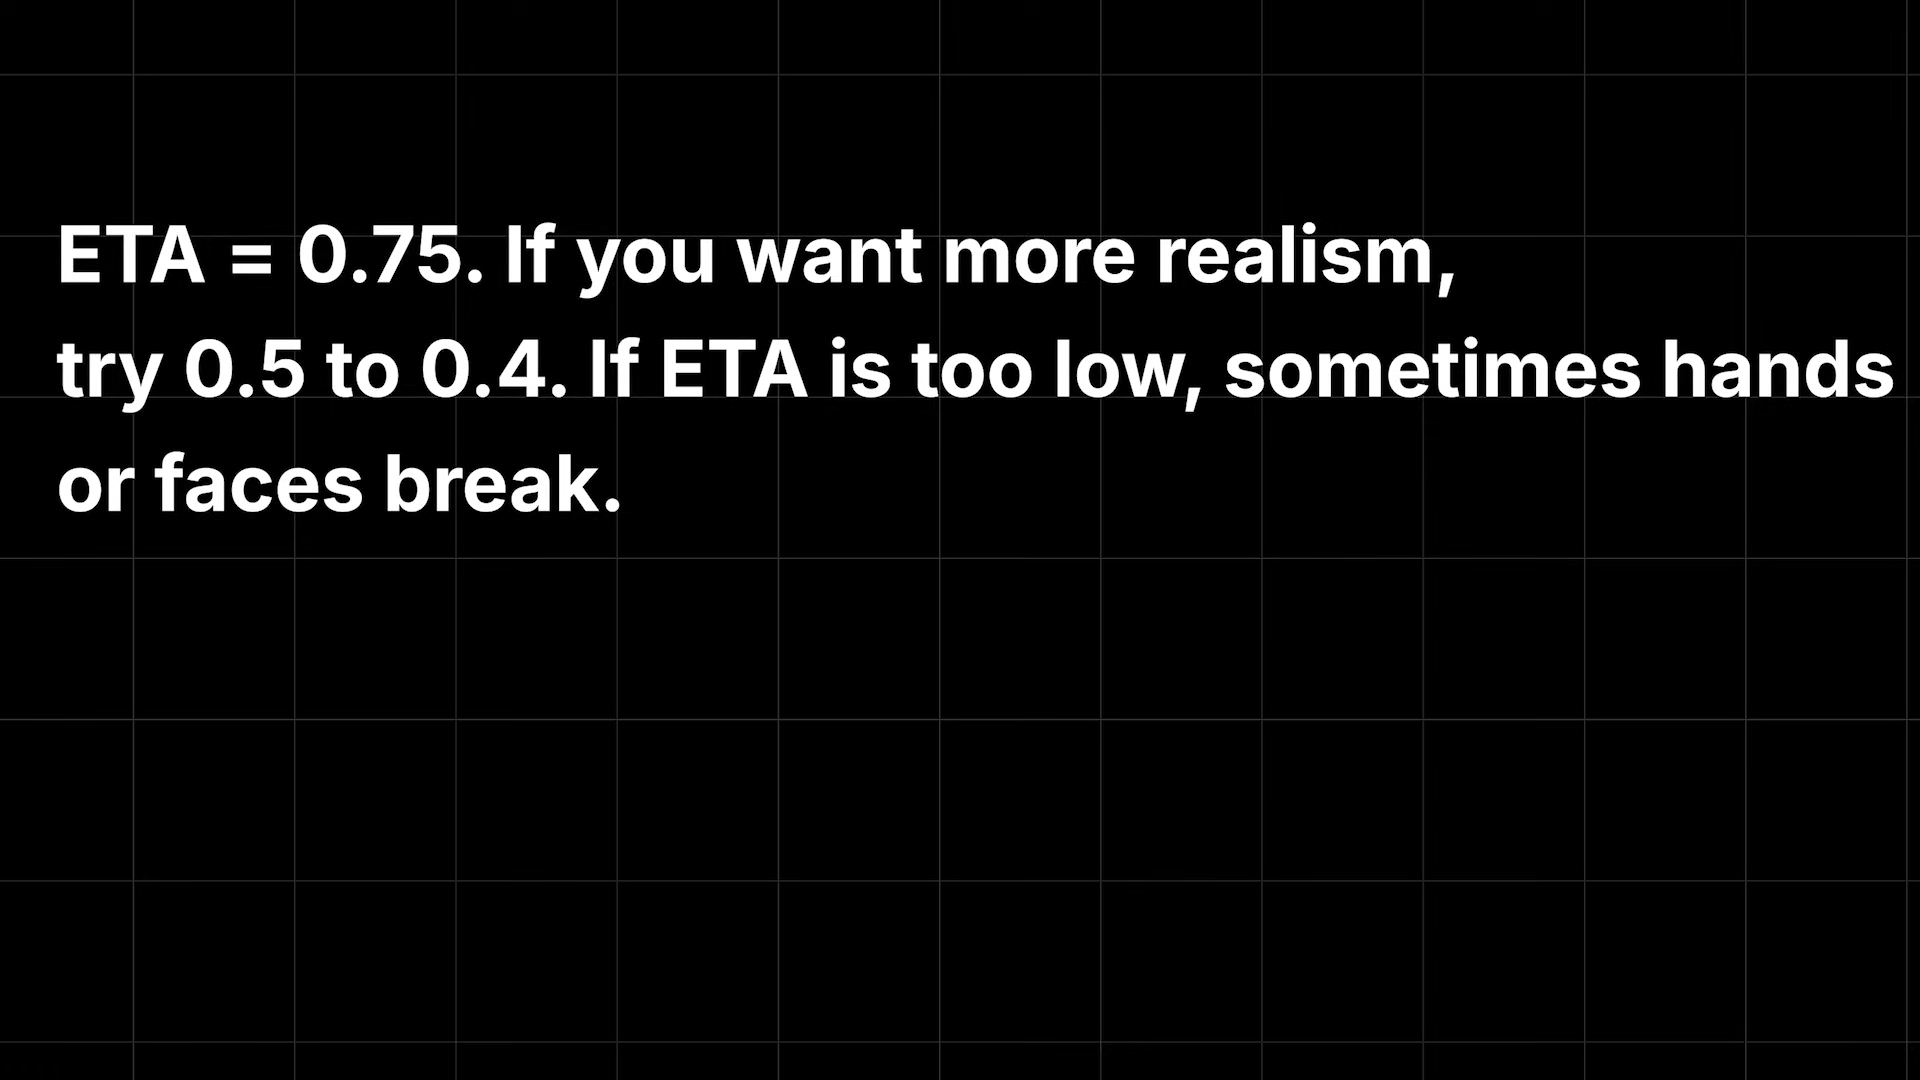 ETA = 0.75. If you want more realism,
try 0.5 to 0.4. If ETA is too low, sometimes hands
or faces break.